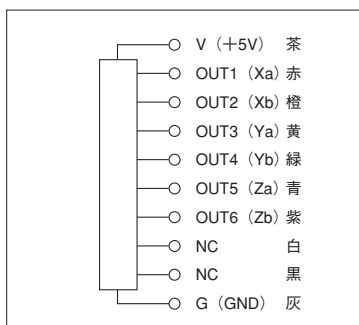 V（＋5V） 茶
OUT1（Xa）赤
OUT2（Xb）橙
OUT3（Ya）黄
OUT4（Yb）緑
OUT5（Za）青
OUT6（Zb）紫
NC 白
NC 黒
G（GND） 灰